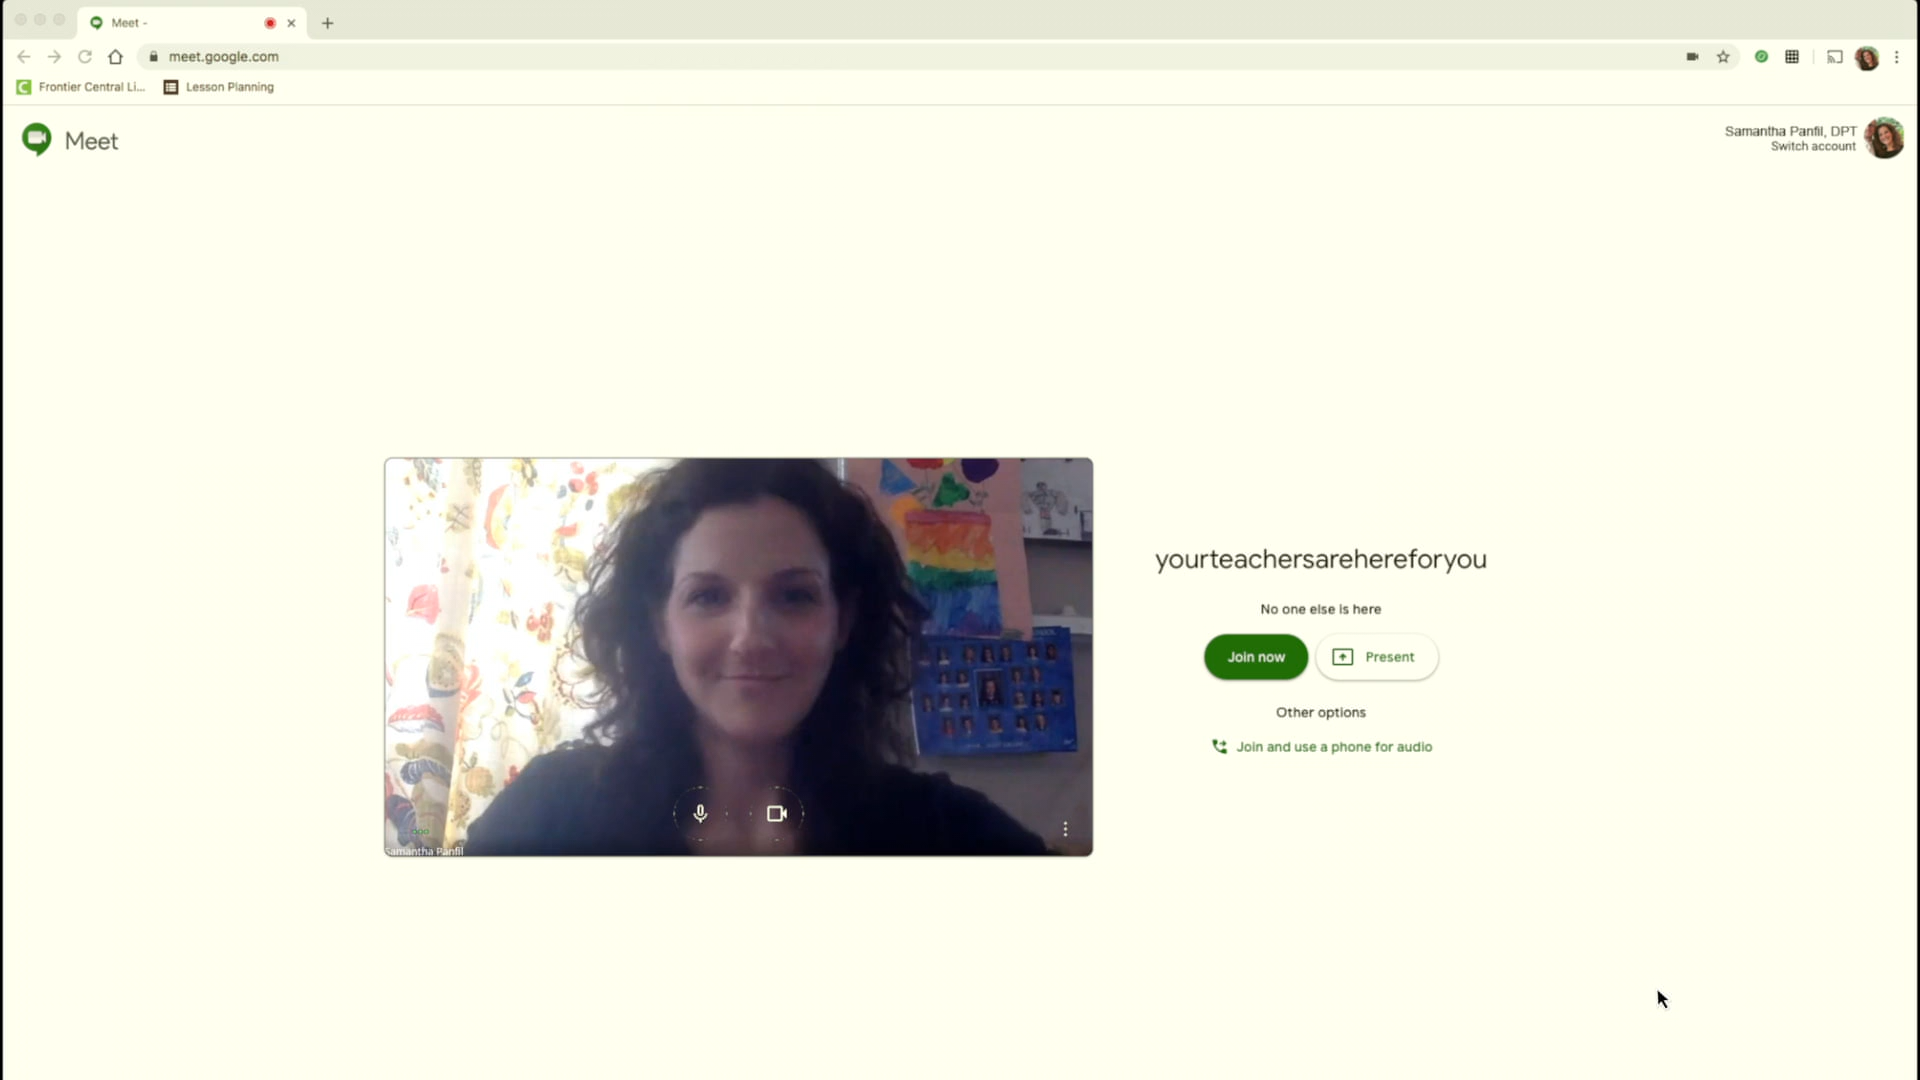 Meet -
meet.google.com
Frontier Central Li...
Lesson Planning
Meet
Samantha Panfil, DPT
Switch account
yourteachersarehereforyou
No one else is here
Join now
Present
Other options
Join and use a phone for audio
Samantha Panfil